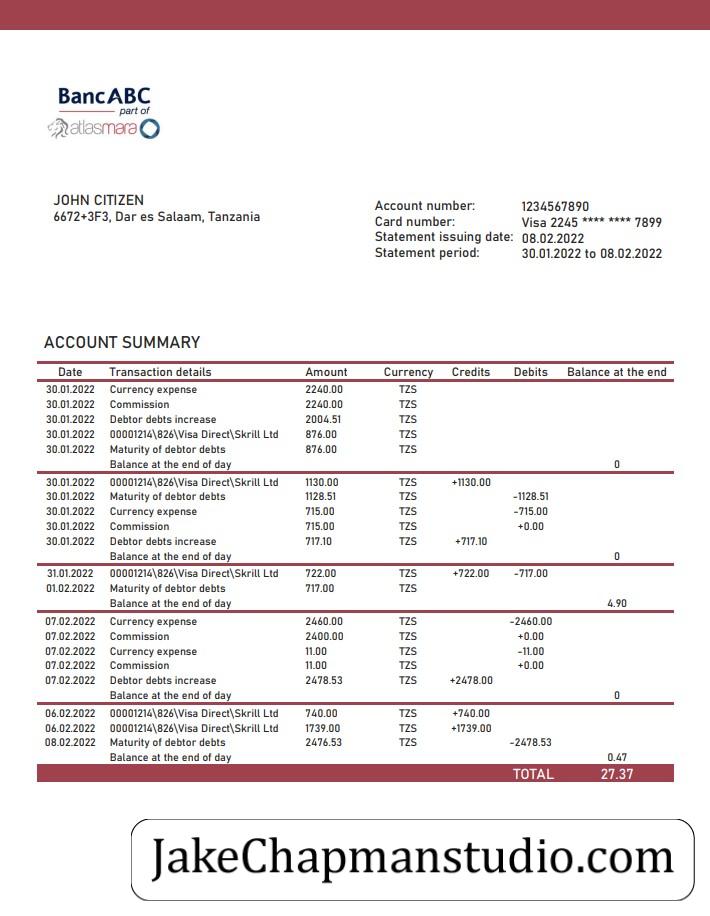 BancABC
part of
atlasmara
JOHN CITIZEN
6672+3F3, Dar es Salaam, Tanzania
Account number: 1234567890
Card number: Visa 2245 **** **** 7899
Statement issuing date: 08.02.2022
Statement period: 30.01.2022 to 08.02.2022
ACCOUNT SUMMARY
Date Transaction details Amount Currency Credits Debits Balance at the end
30.01.2022 Currency expense 2240.00 TZS
30.01.2022 Commission 2240.00 TZS
30.01.2022 Debtor debts increase 2004.51 TZS
30.01.2022 00001214\826\Visa Direct\Skrill Ltd 876.00 TZS
30.01.2022 Maturity of debtor debts 876.00 TZS
Balance at the end of day 0
30.01.2022 00001214\826\Visa Direct\Skrill Ltd 1130.00 TZS +1130.00
30.01.2022 Maturity of debtor debts 1128.51 TZS -1128.51
30.01.2022 Currency expense 715.00 TZS -715.00
30.01.2022 Commission 715.00 TZS +0.00
30.01.2022 Debtor debts increase 717.10 TZS +717.10
Balance at the end of day 0
31.01.2022 00001214\826\Visa Direct\Skrill Ltd 722.00 TZS +722.00 -717.00
01.02.2022 Maturity of debtor debts 717.00 TZS
Balance at the end of day 4.90
07.02.2022 Currency expense 2460.00 TZS -2460.00
07.02.2022 Commission 2400.00 TZS +0.00
07.02.2022 Currency expense 11.00 TZS -11.00
07.02.2022 Commission 11.00 TZS +0.00
07.02.2022 Debtor debts increase 2478.53 TZS +2478.00
Balance at the end of day 0
06.02.2022 00001214\826\Visa Direct\Skrill Ltd 740.00 TZS +740.00
06.02.2022 00001214\826\Visa Direct\Skrill Ltd 1739.00 TZS +1739.00
08.02.2022 Maturity of debtor debts 2476.53 TZS -2478.53
Balance at the end of day 0.47
TOTAL 27.37
JakeChapmanstudio.com